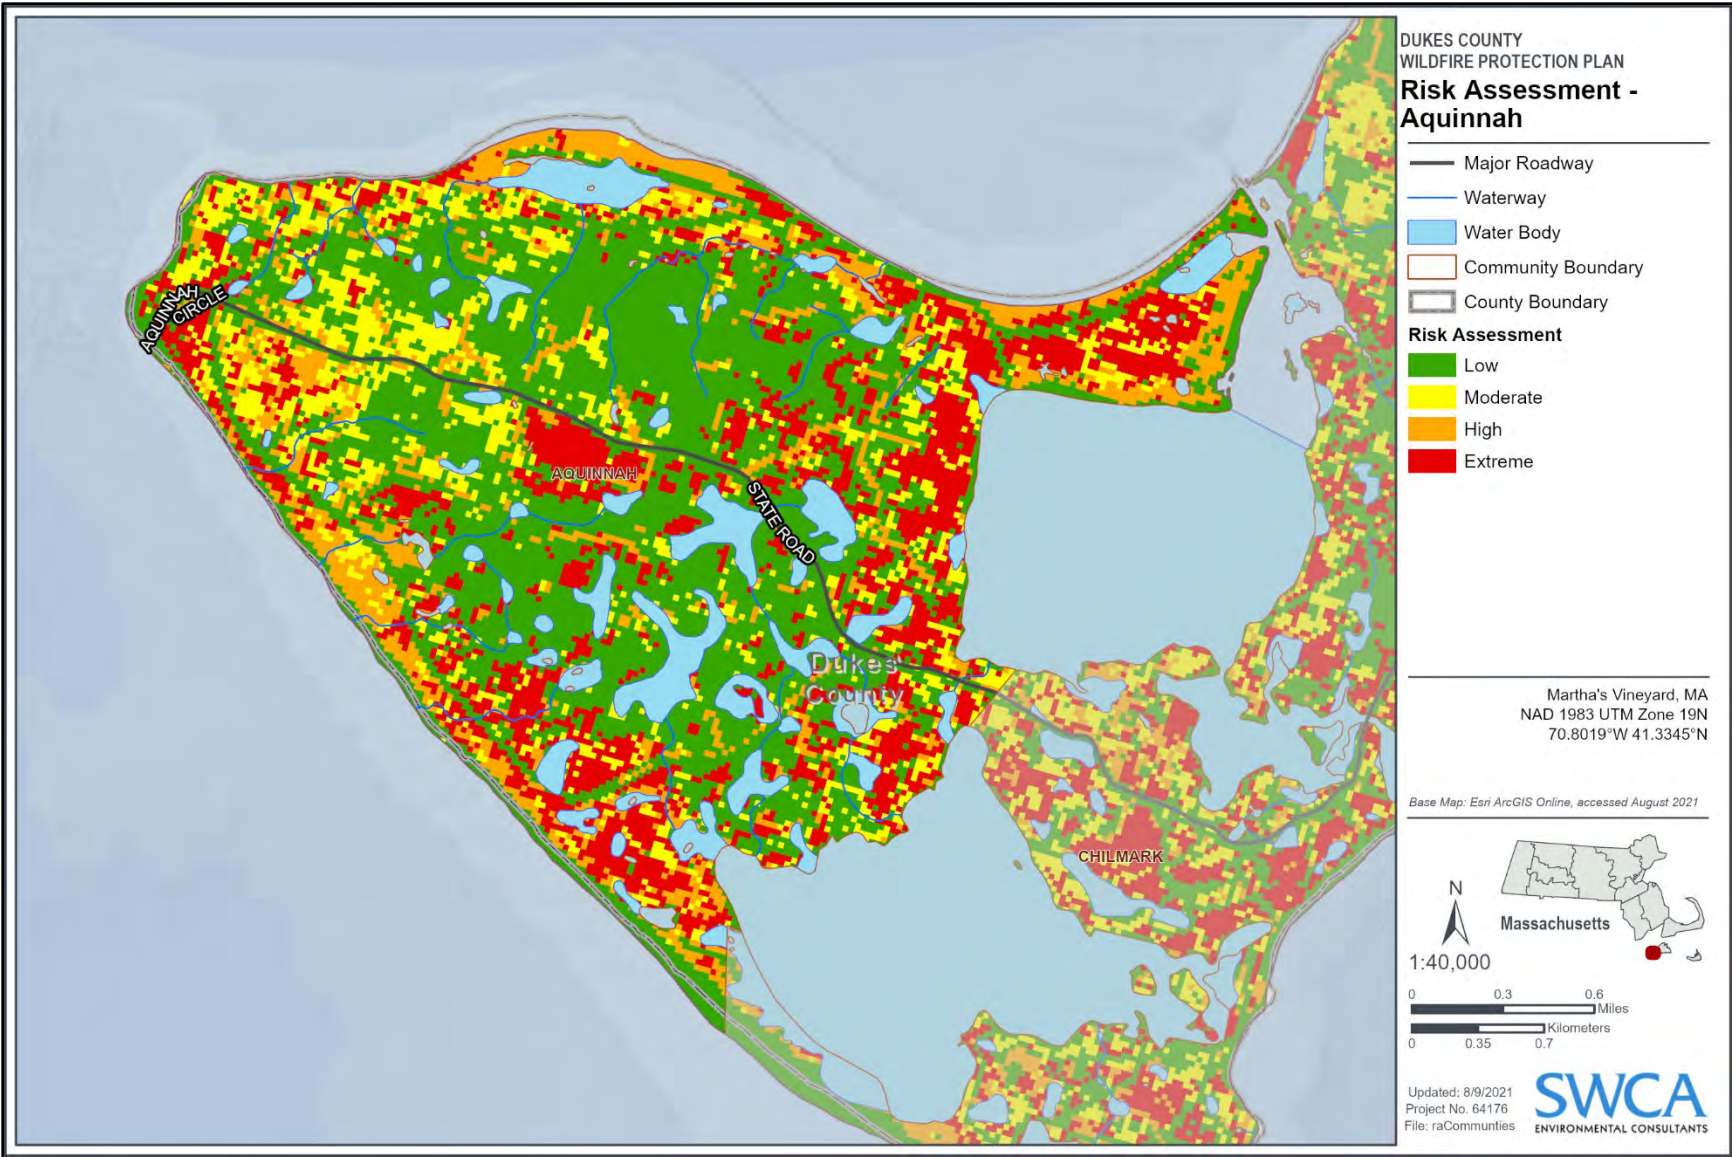 DUKES COUNTY
WILDFIRE PROTECTION PLAN
Risk Assessment -
Aquinnah
Major Roadway
Waterway
Water Body
Community Boundary
County Boundary
Risk Assessment
Low
Moderate
High
Extreme
AQUINNAH
CIRCLE
AQUINNAH
STATE ROAD
Dukes
County
CHILMARK
Martha's Vineyard, MA
NAD 1983 UTM Zone 19N
70.8019°W 41.3345°N
Base Map: Esri ArcGIS Online, accessed August 2021
N
1:40,000
Massachusetts
0 0.3 0.6
Miles
Kilometers
0 0.35 0.7
Updated: 8/9/2021
Project No. 64176
File: raCommunties
SWCA
ENVIRONMENTAL CONSULTANTS